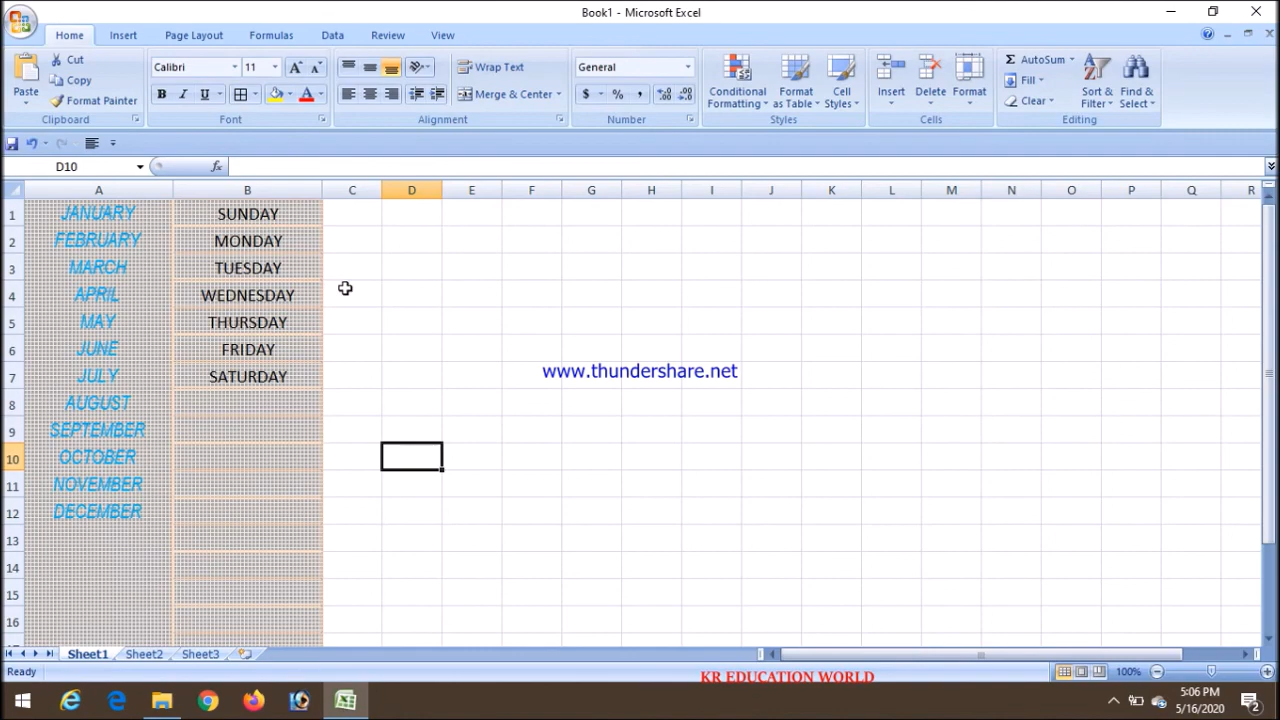 Book1 - Microsoft Excel
Home Insert Page Layout Formulas Data Review View
Paste
Cut
Copy
Format Painter
Clipboard
Calibri 11
B I U A
Font
Wrap Text
Merge & Center
Alignment
General
$ % ,
Number
Conditional Formatting
Format as Table
Cell Styles
Styles
Insert
Delete
Format
Cells
Σ AutoSum
Fill
Clear
Sort & Filter
Find & Select
Editing
D10 fx
A B C D E F G H I J K L M N O P Q R
1 JANUARY SUNDAY
2 FEBRUARY MONDAY
3 MARCH TUESDAY
4 APRIL WEDNESDAY
5 MAY THURSDAY
6 JUNE FRIDAY
7 JULY SATURDAY
www.thundershare.net
8 AUGUST
9 SEPTEMBER
10 OCTOBER
11 NOVEMBER
12 DECEMBER
13
14
15
16
17
Sheet1 Sheet2 Sheet3
Ready
100%
KR EDUCATION WORLD
5:06 PM
5/16/2020
2